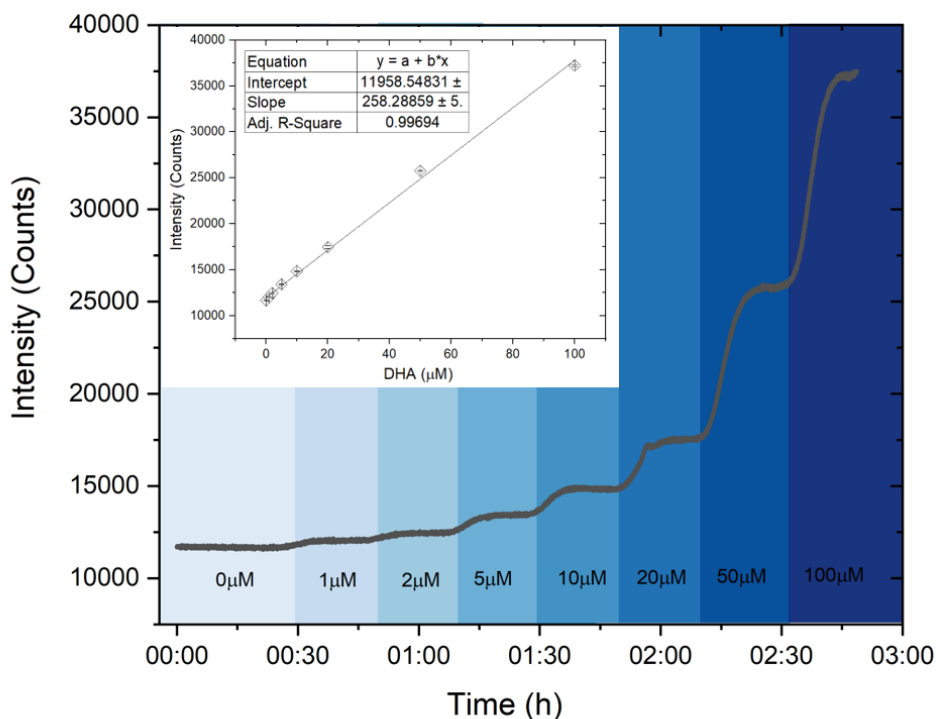 40000
35000
30000
25000
20000
15000
10000
Intensity (Counts)
40000
35000
30000
25000
20000
15000
10000
Intensity (Counts)
Equation y = a + b*x
Intercept 11958.54831 ±
Slope 258.28859 ± 5.
Adj. R-Square 0.99694
0 20 40 60 80 100
DHA (μM)
0μM 1μM 2μM 5μM 10μM 20μM 50μM 100μM
00:00 00:30 01:00 01:30 02:00 02:30 03:00
Time (h)